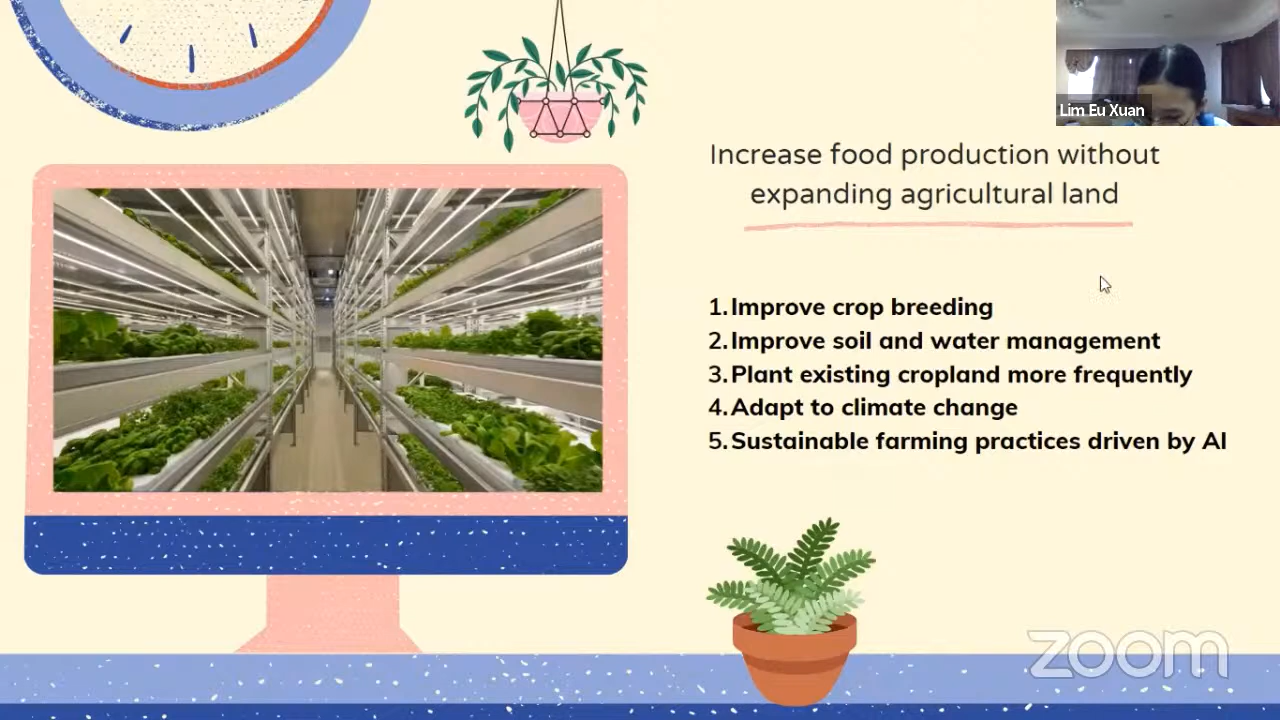 Lim Eu Xuan
Increase food production without
expanding agricultural land
1. Improve crop breeding
2. Improve soil and water management
3. Plant existing cropland more frequently
4. Adapt to climate change
5. Sustainable farming practices driven by AI
zoom